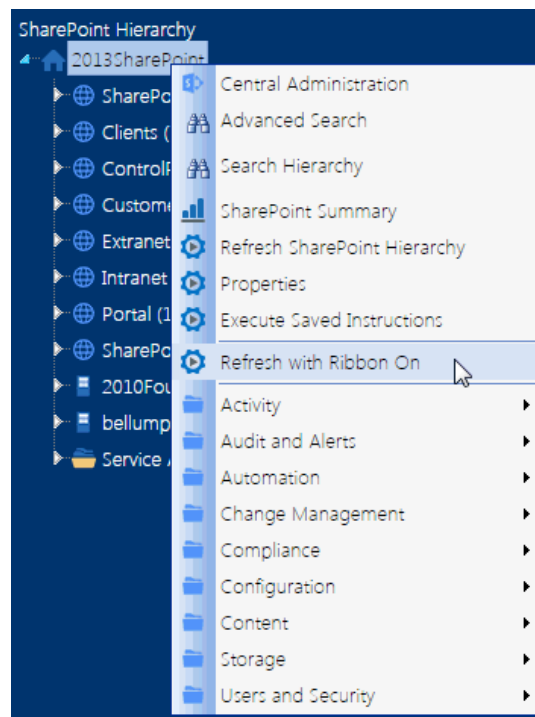 SharePoint Hierarchy
2013SharePoint
Central Administration
Advanced Search
Search Hierarchy
SharePoint Summary
Refresh SharePoint Hierarchy
Properties
Execute Saved Instructions
Refresh with Ribbon On
Activity
Audit and Alerts
Automation
Change Management
Compliance
Configuration
Content
Storage
Users and Security
SharePo
Clients (
Control
Custom
Extranet
Intranet
Portal (1
SharePo
2010Fou
bellump
Service